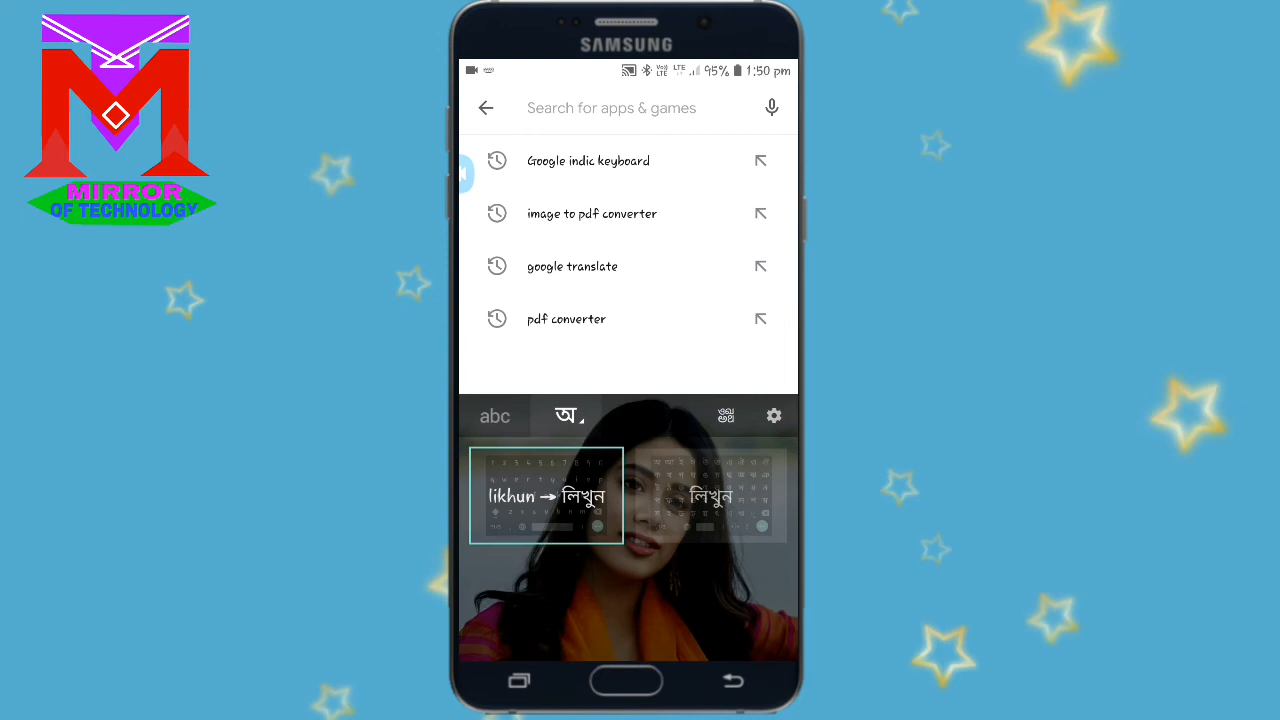 MIRROR
OF TECHNOLOGY
SAMSUNG
LTE 95% 1:50 pm
Search for apps & games
Google indic keyboard
image to pdf converter
google translate
pdf converter
abc অ
likhun → লিখুন লিখুন